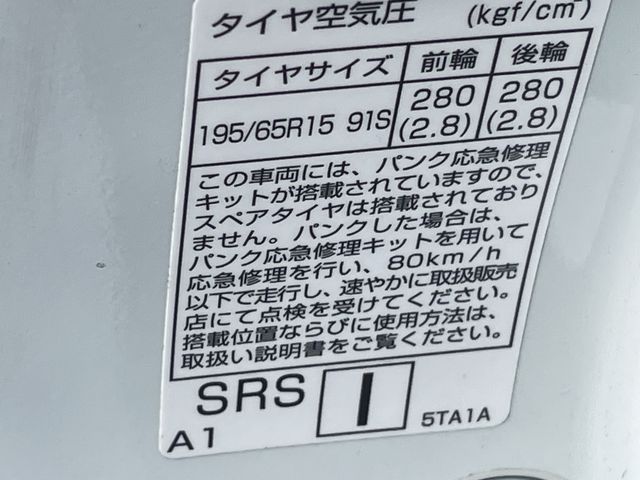 タイヤ空気圧 (kgf/cm²)
タイヤサイズ 前輪 後輪
195/65R15 91S 280 (2.8) 280 (2.8)
この車両には、パンク応急修理
キットが搭載されていますので、
スペアタイヤは搭載されており
ません。パンクした場合は、
パンク応急修理キットを用いて
応急修理を行い、80km/h
以下で走行し、速やかに取扱販売
店にて点検を受けてください。
搭載位置ならびに使用方法は、
取扱い説明書をご覧ください。
SRS I
A1 5TA1A